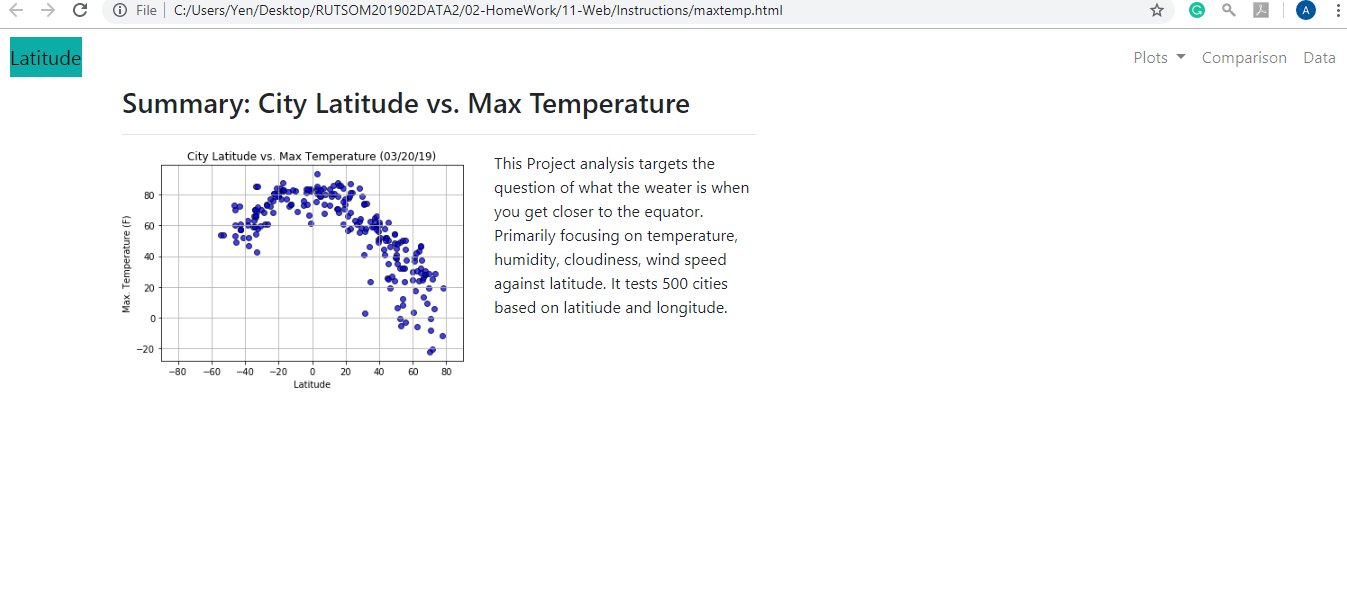 File
C:/Users/Yen/Desktop/RUTSOM201902DATA2/02-HomeWork/11-Web/Instructions/maxtemp.html
A
Latitude
Plots Comparison Data
Summary: City Latitude vs. Max Temperature
City Latitude vs. Max Temperature (03/20/19)
80
60
40
20
0
−20
Max. Temperature (F)
−80 −60 −40 −20 0 20 40 60 80
Latitude
This Project analysis targets the
question of what the weater is when
you get closer to the equator.
Primarily focusing on temperature,
humidity, cloudiness, wind speed
against latitude. It tests 500 cities
based on latitiude and longitude.